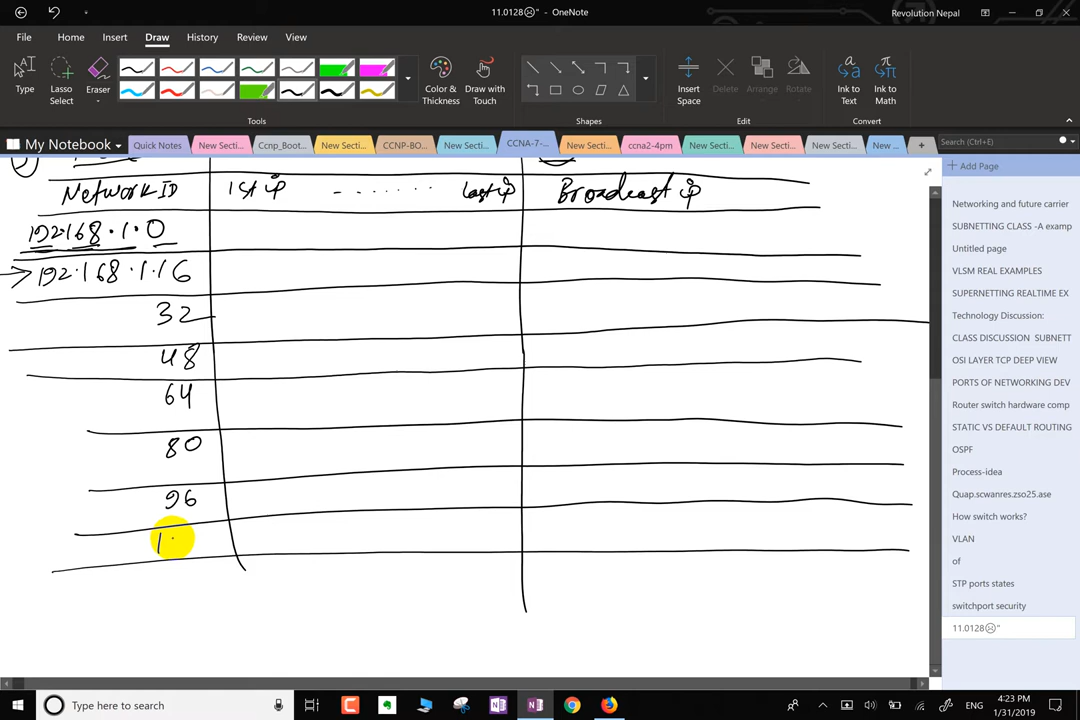 11.0128☹" - OneNote
Revolution Nepal
File Home Insert Draw History Review View
Type
Lasso Select
Eraser
Color & Thickness
Draw with Touch
Insert Space
Delete
Arrange
Rotate
Ink to Text
Ink to Math
Tools
Shapes
Edit
Convert
My Notebook
Quick Notes New Secti... Ccnp_Boot... New Secti... CCNP-BO... New Secti... CCNA-7-... New Secti... ccna2-4pm New Secti... New Secti... New Secti... New ... +
Search (Ctrl+E)
+ Add Page
Networking and future carrier
SUBNETTING CLASS -A examp
Untitled page
VLSM REAL EXAMPLES
SUPERNETTING REALTIME EX
Technology Discussion:
CLASS DISCUSSION SUBNETT
OSI LAYER TCP DEEP VIEW
PORTS OF NETWORKING DEV
Router switch hardware comp
STATIC VS DEFAULT ROUTING
OSPF
Process-idea
Quap.scwanres.zso25.ase
How switch works?
VLAN
of
STP ports states
switchport security
11.0128☹"
Network ID 1st ip - ....... last ip Broadcast ip
192.168.1.0
→ 192.168.1.16
32
48
64
80
96
1
Type here to search
ENG
4:23 PM
1/31/2019